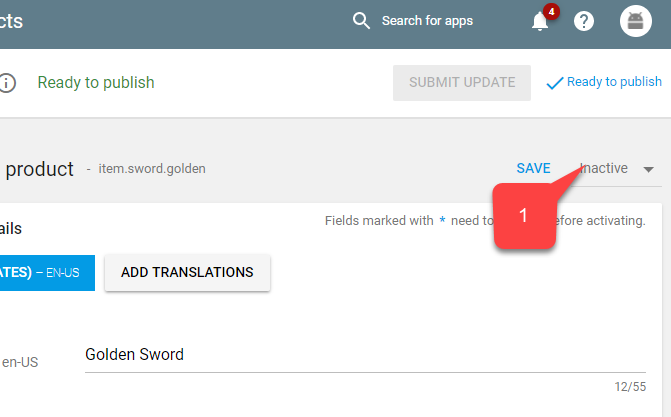 cts
Search for apps
4
Ready to publish
SUBMIT UPDATE
Ready to publish
product - item.sword.golden
SAVE
Inactive
1
ails
Fields marked with * need to efore activating.
ATES) – EN-US
ADD TRANSLATIONS
en-US
Golden Sword
12/55